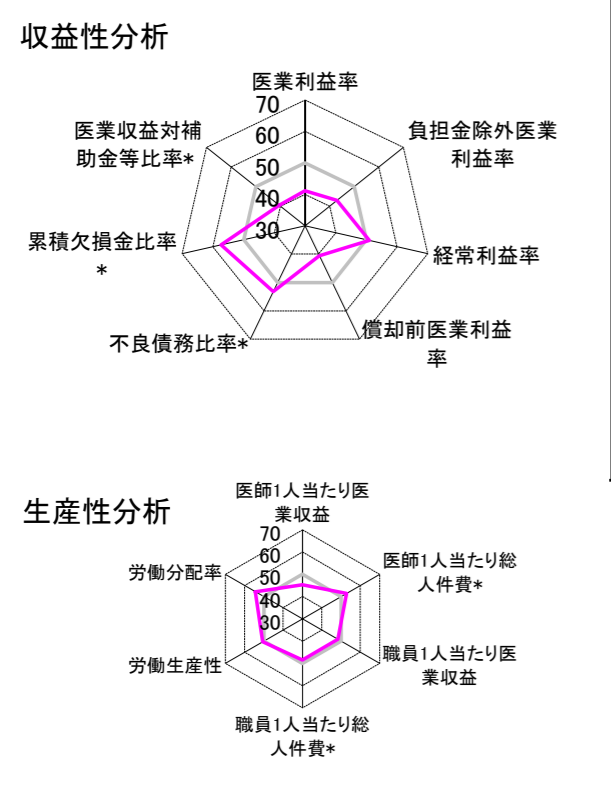 収益性分析
医業利益率
70
60
50
40
30
負担金除外医業
利益率
経常利益率
償却前医業利益
率
不良債務比率*
累積欠損金比率
*
医業収益対補
助金等比率*
生産性分析
医師1人当たり医
業収益
70
60
50
40
30
医師1人当たり総
人件費*
職員1人当たり医
業収益
職員1人当たり総
人件費*
労働生産性
労働分配率